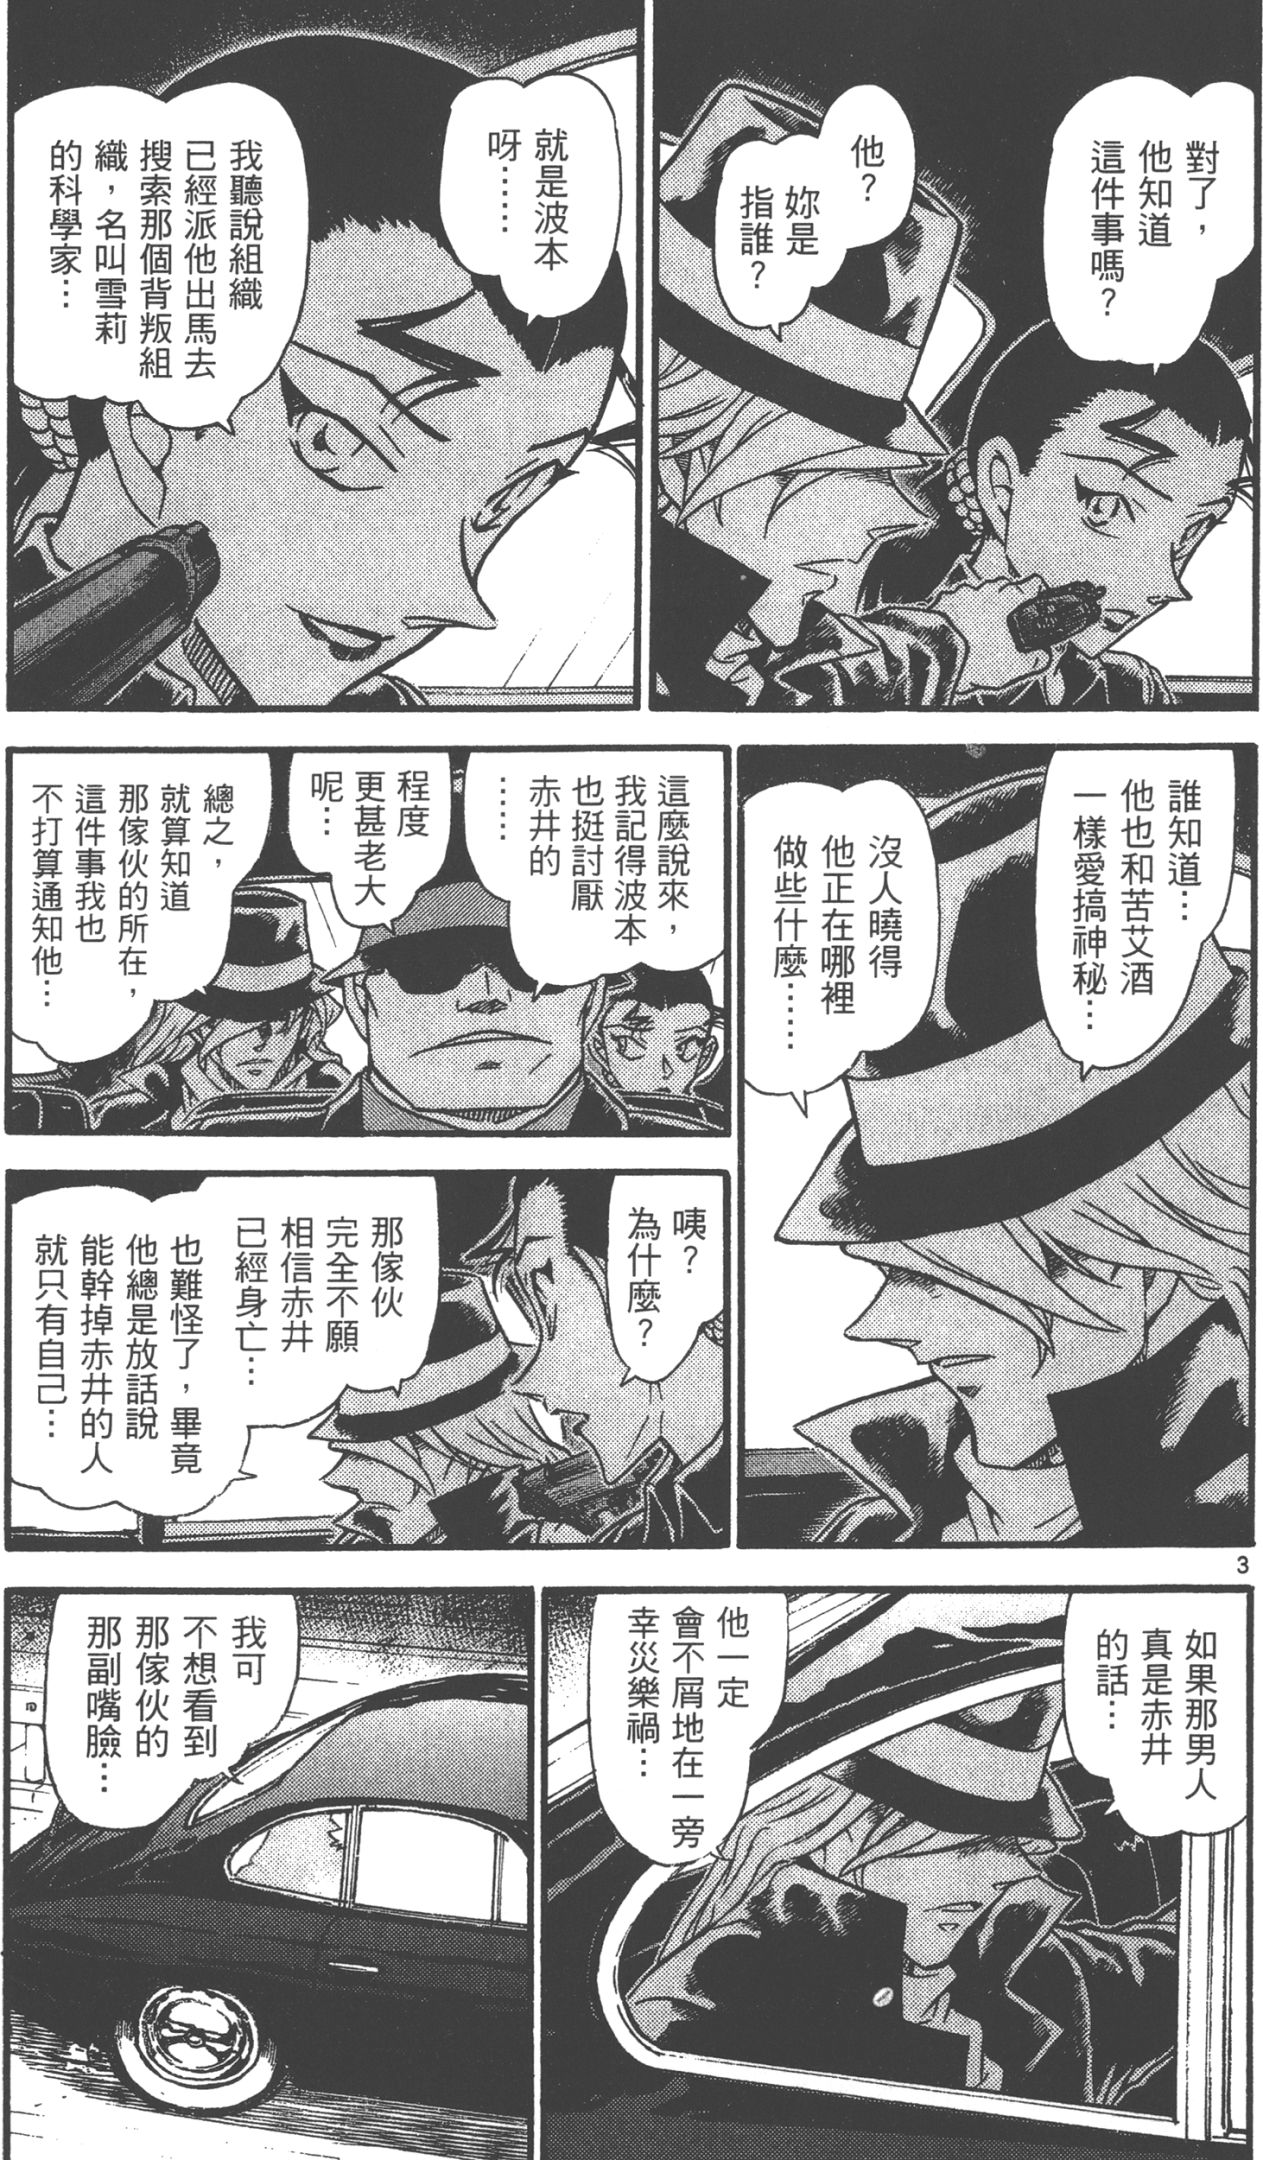 對了，
他知道
這件事嗎？
他？
妳是
指誰？
就是波本
呀……
我聽說組織
已經派他出馬去
搜索那個背叛組
織，名叫雪莉
的科學家…
誰知道…
他也和苦艾酒
一樣愛搞神秘…
沒人曉得
他正在哪裡
做些什麼……
這麼說來，
我記得波本
也挺討厭
赤井的
……
程度
更甚老大
呢…
總之，
就算知道
那傢伙的所在，
這件事我也
不打算通知他…
咦？
為什麼？
那傢伙
完全不願
相信赤井
已經身亡…
也難怪了，畢竟
他總是放話說
能幹掉赤井的人
就只有自己…
3
如果那男人
真是赤井
的話…
他一定
會不屑地在一旁
幸災樂禍…
我可
不想看到
那傢伙的
那副嘴臉…